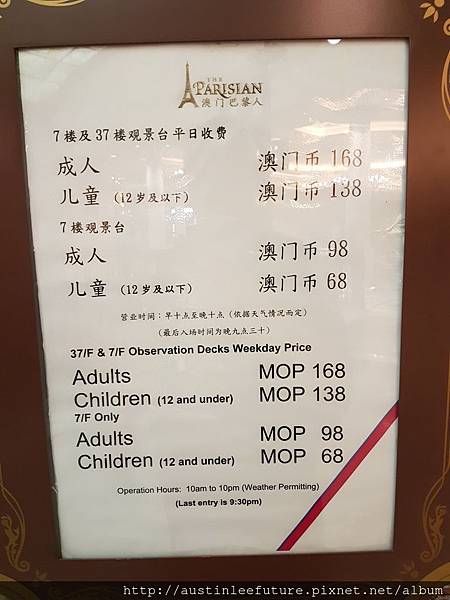 THE
PARISIAN
澳门巴黎人
7楼及37楼观景台平日收费
成人 澳门币 168
儿童 (12岁及以下) 澳门币 138
7楼观景台
成人 澳门币 98
儿童 (12岁及以下) 澳门币 68
营业时间：早十点至晚十点（依据天气情况而定）
（最后入场时间为晚九点三十）
37/F & 7/F Observation Decks Weekday Price
Adults MOP 168
Children (12 and under) MOP 138
7/F Only
Adults MOP 98
Children (12 and under) MOP 68
Operation Hours: 10am to 10pm (Weather Permitting)
(Last entry is 9:30pm)
http://austinleefuture.pixnet.net/album